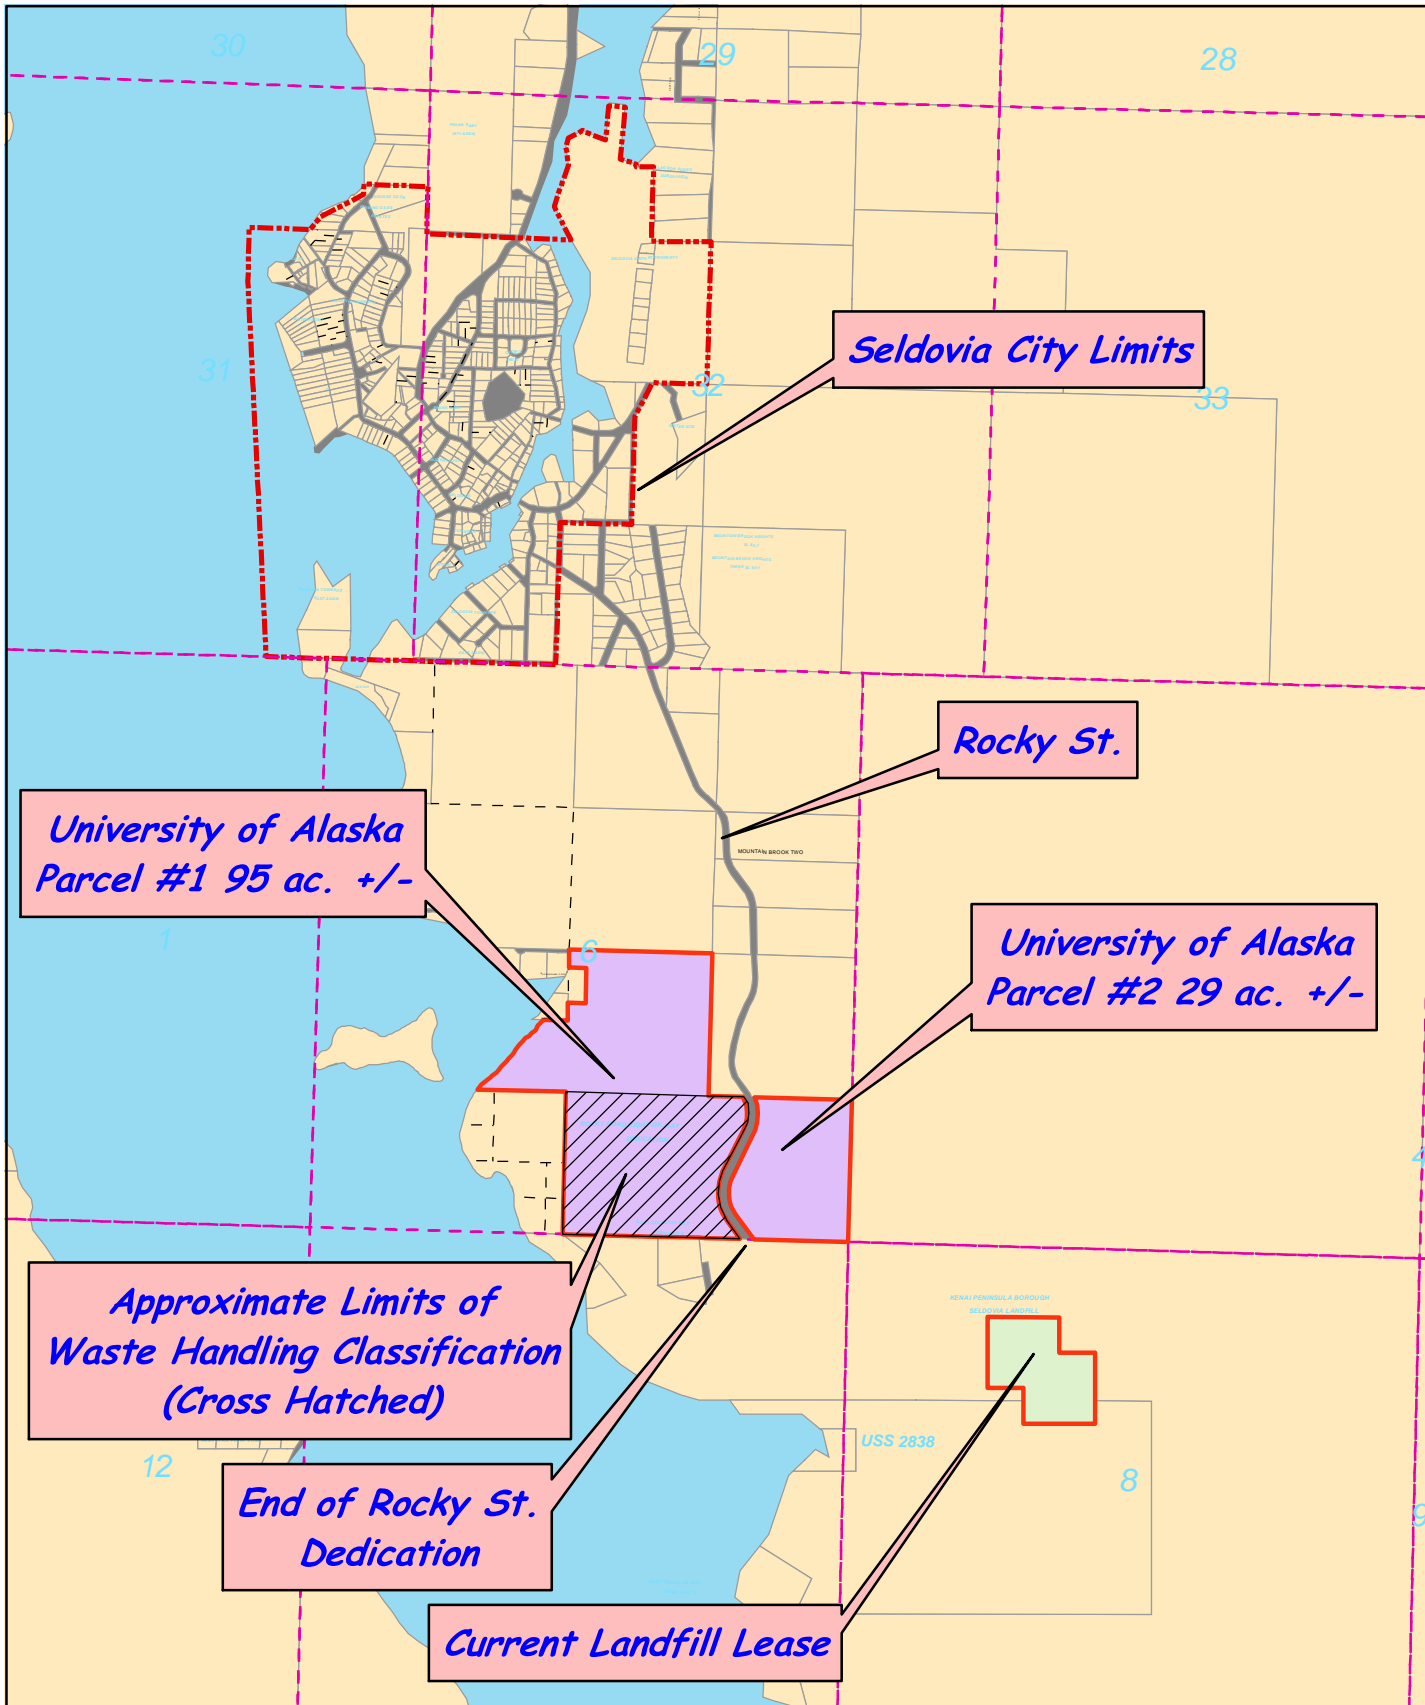 30
29
28
31
32
33
Seldovia City Limits
Rocky St.
University of Alaska
Parcel #1 95 ac. +/-
MOUNTAIN BROOK TWO
1
6
University of Alaska
Parcel #2 29 ac. +/-
4
Approximate Limits of
Waste Handling Classification
(Cross Hatched)
KENAI PENINSULA BOROUGH
SELDOVIA LANDFILL
USS 2838
12
8
9
End of Rocky St.
Dedication
Current Landfill Lease